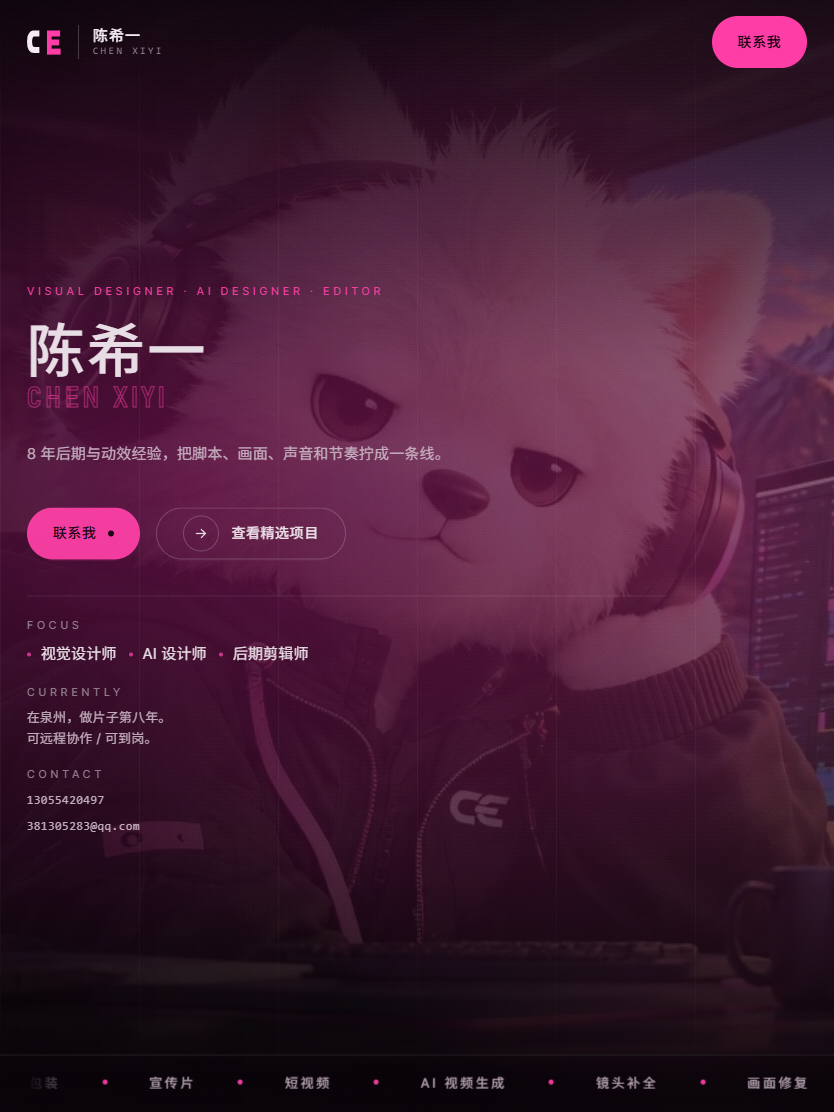 CE
陈希一
CHEN XIYI
联系我
VISUAL DESIGNER · AI DESIGNER · EDITOR
陈希一
CHEN XIYI
8 年后期与动效经验，把脚本、画面、声音和节奏拧成一条线。
联系我
查看精选项目
FOCUS
视觉设计师 AI 设计师 后期剪辑师
CURRENTLY
在泉州，做片子第八年。
可远程协作 / 可到岗。
CONTACT
13055420497
381305283@qq.com
CE
包装 宣传片 短视频 AI 视频生成 镜头补全 画面修复